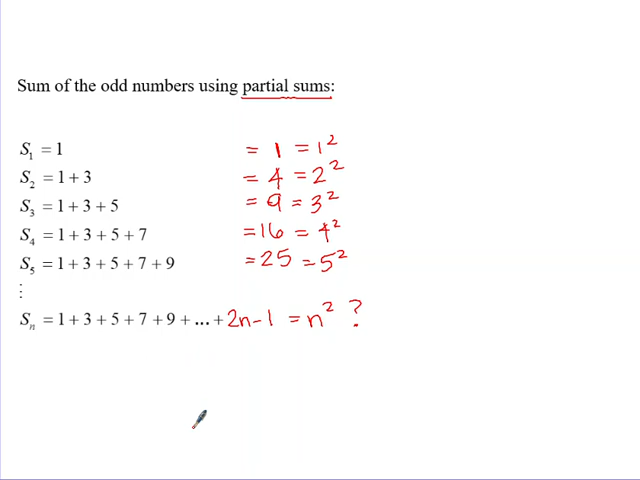 Sum of the odd numbers using partial sums:
S₁ = 1 = 1 = 1²
S₂ = 1 + 3 = 4 = 2²
S₃ = 1 + 3 + 5 = 9 = 3²
S₄ = 1 + 3 + 5 + 7 = 16 = 4²
S₅ = 1 + 3 + 5 + 7 + 9 = 25 = 5²
⋮
Sₙ = 1 + 3 + 5 + 7 + 9 + ... + 2n - 1 = n² ?